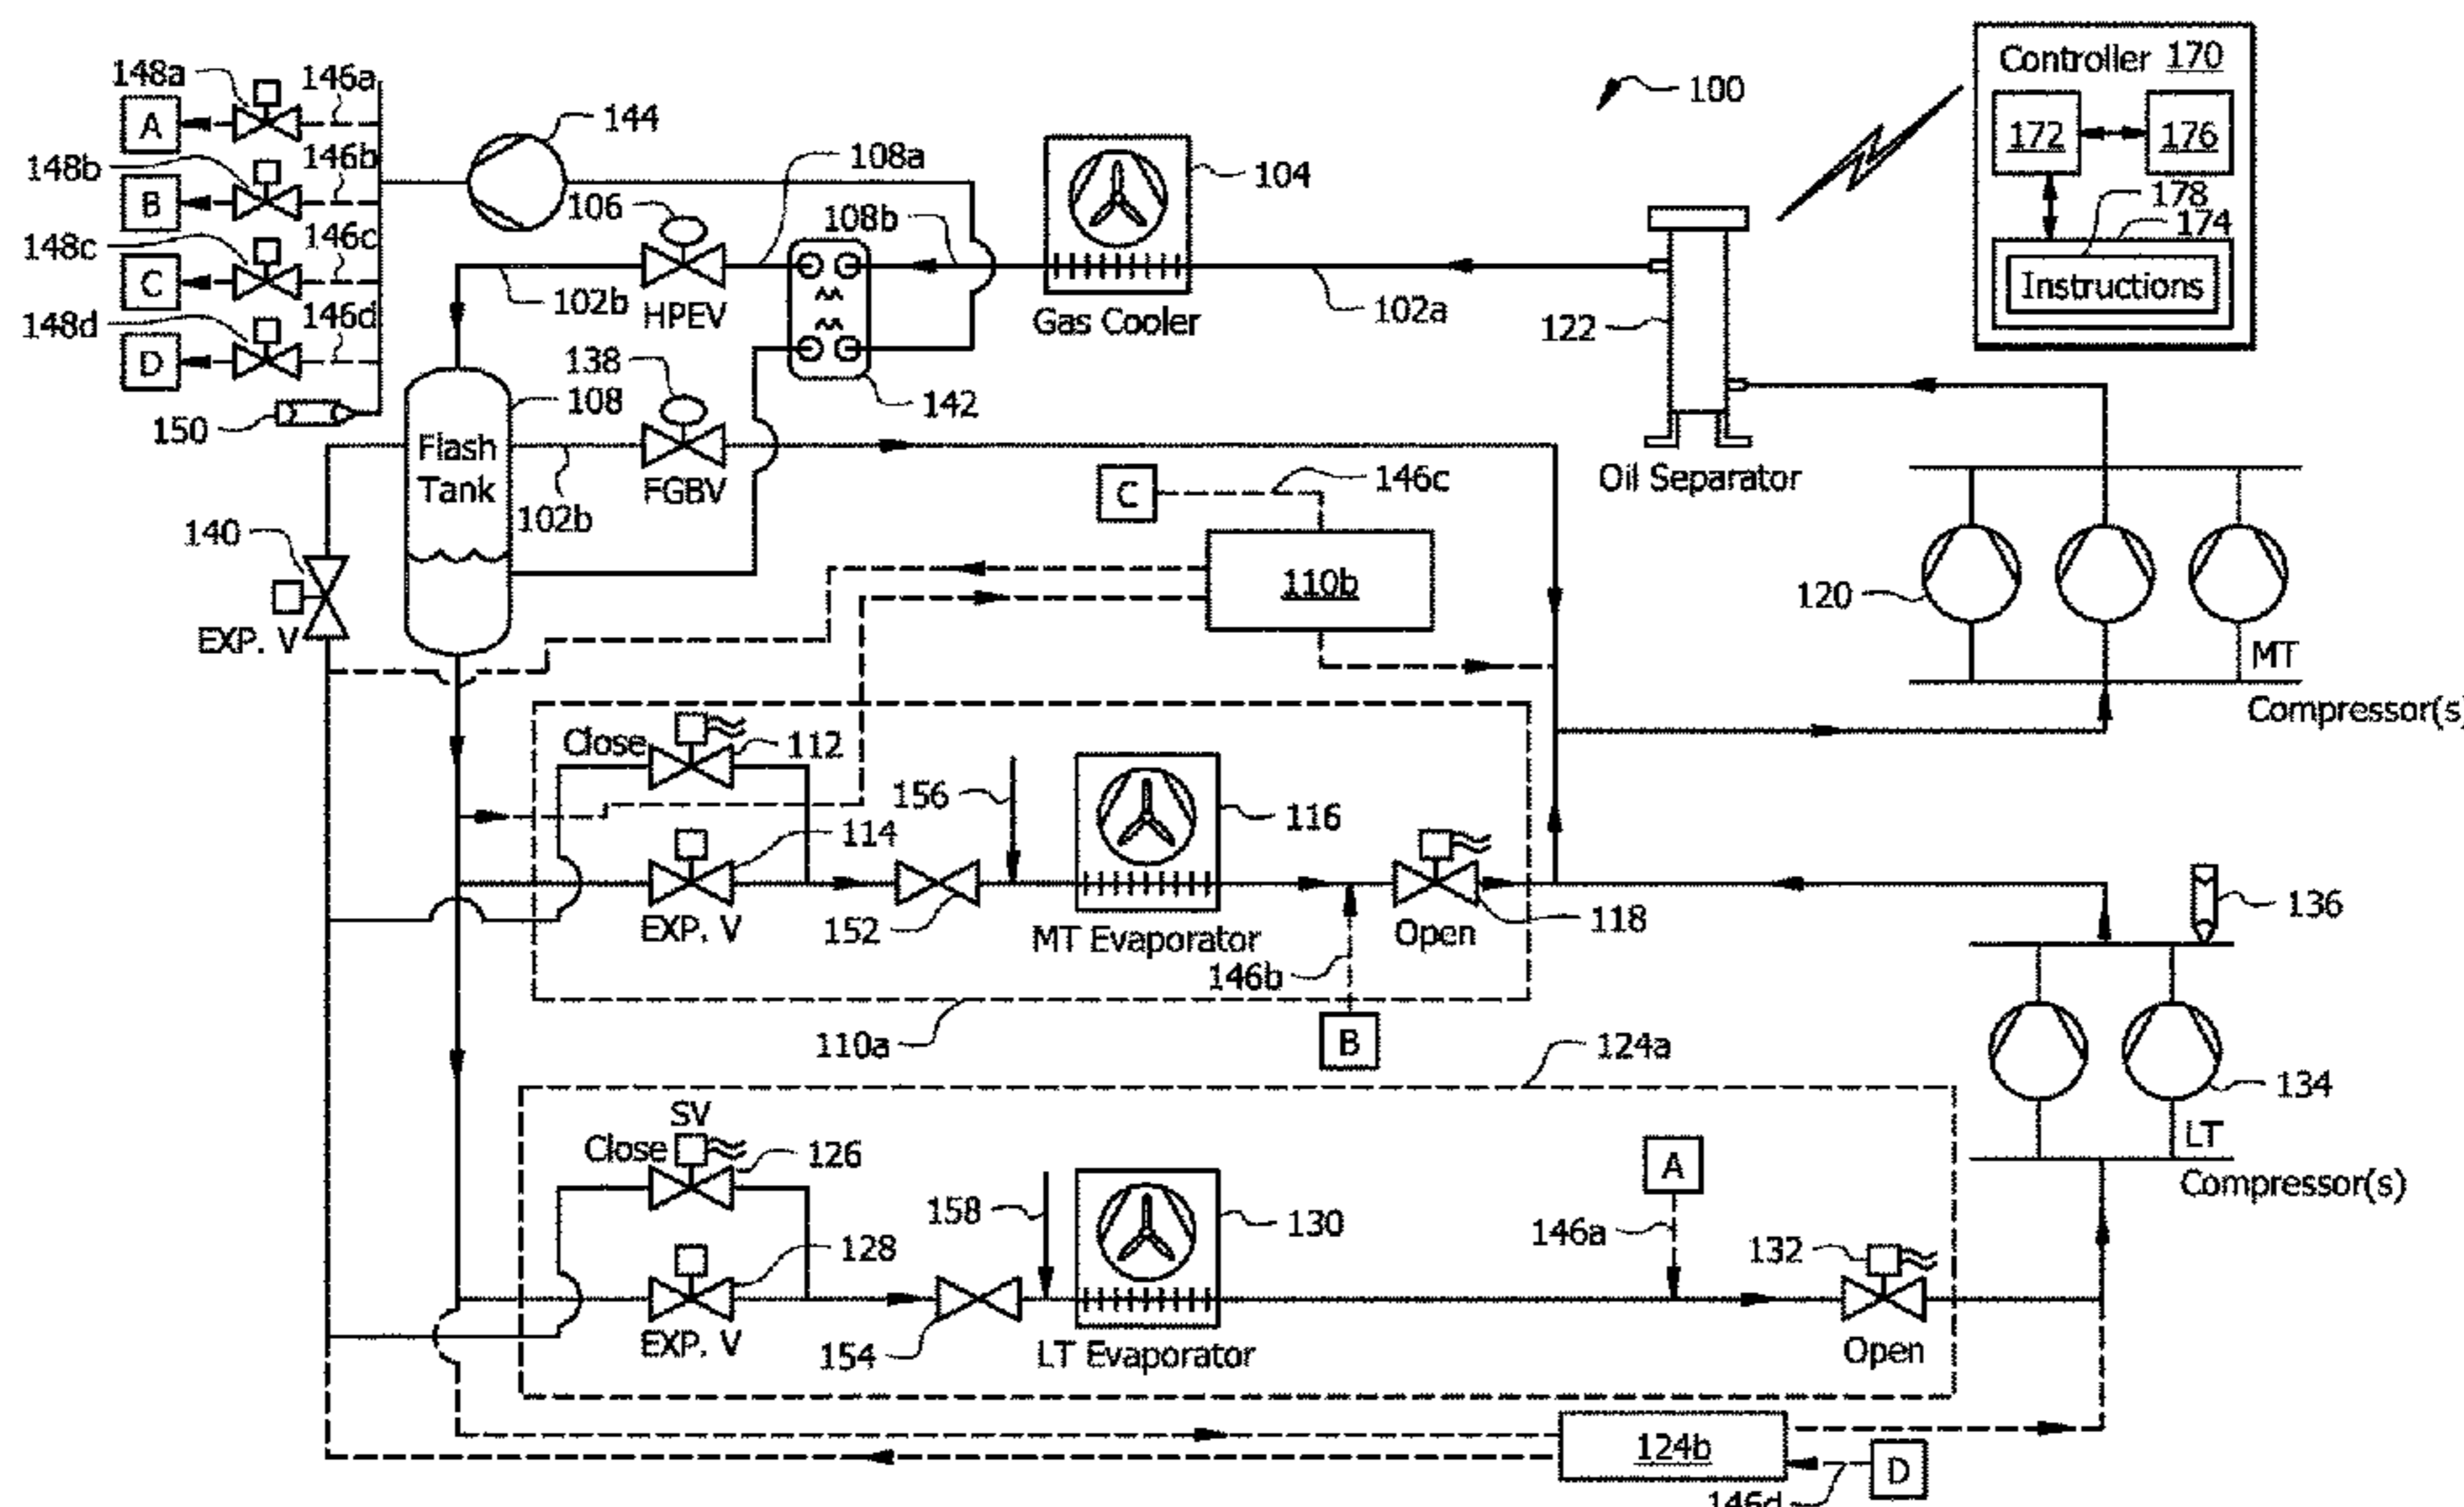 100
Controller 170
172
176
178
174
Instructions
148a
146a
A
144
148b
146b
B
108a
104
106
108b
148c
146c
C
102b
HPEV
Gas Cooler
102a
122
148d
146d
D
138
108
142
150
Flash
Tank
102b
FGBV
C
146c
Oil Separator
140
EXP. V
110b
120
MT
Compressor(s)
Close
112
156
116
114
EXP. V
152
MT Evaporator
146b
Open
118
136
110a
B
124a
134
LT
Compressor(s)
SV
Close
126
158
130
A
146a
132
128
EXP. V
154
LT Evaporator
Open
124b
D
146d